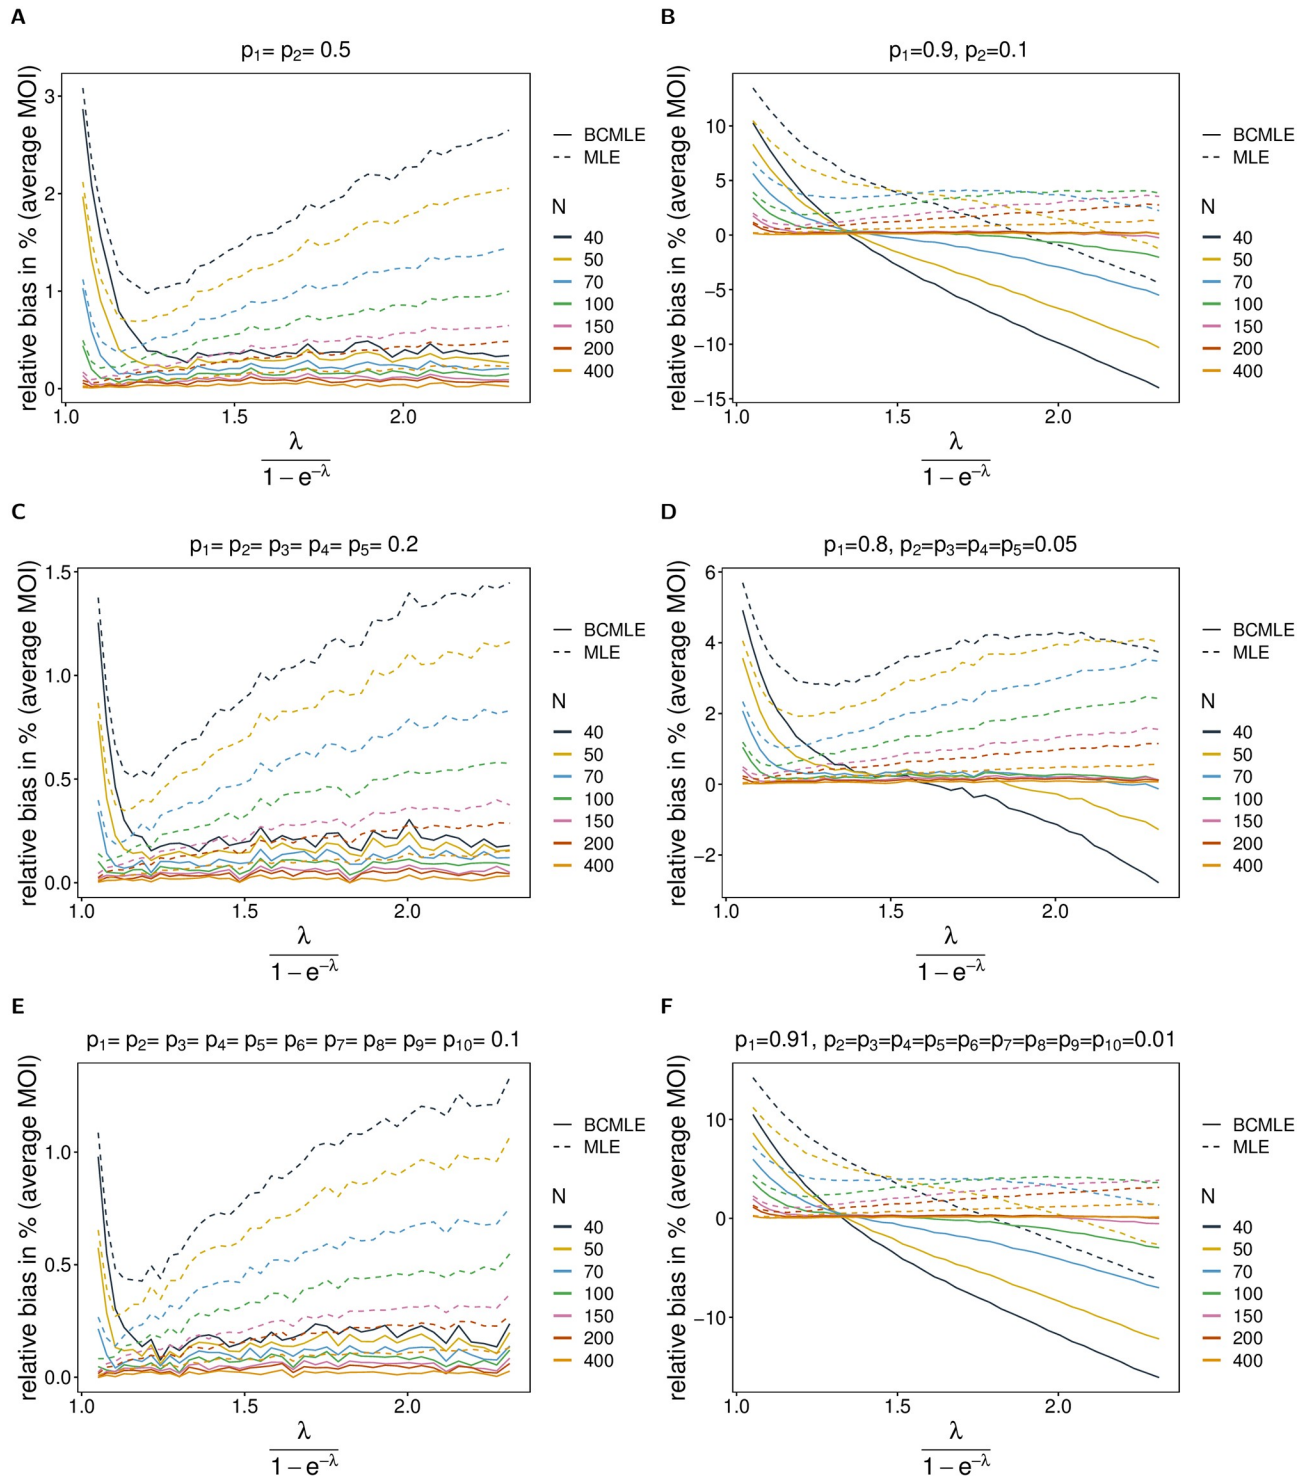 A
p₁= p₂= 0.5
relative bias in % (average MOI)
3
2
1
0
1.0 1.5 2.0
λ
1 − e^−λ
BCMLE
MLE
N
40
50
70
100
150
200
400
B
p₁=0.9, p₂=0.1
relative bias in % (average MOI)
10
5
0
−5
−10
−15
1.0 1.5 2.0
λ
1 − e^−λ
BCMLE
MLE
N
40
50
70
100
150
200
400
C
p₁= p₂= p₃= p₄= p₅= 0.2
relative bias in % (average MOI)
1.5
1.0
0.5
0.0
1.0 1.5 2.0
λ
1 − e^−λ
BCMLE
MLE
N
40
50
70
100
150
200
400
D
p₁=0.8, p₂=p₃=p₄=p₅=0.05
relative bias in % (average MOI)
6
4
2
0
−2
1.0 1.5 2.0
λ
1 − e^−λ
BCMLE
MLE
N
40
50
70
100
150
200
400
E
p₁= p₂= p₃= p₄= p₅= p₆= p₇= p₈= p₉= p₁₀= 0.1
relative bias in % (average MOI)
1.0
0.5
0.0
1.0 1.5 2.0
λ
1 − e^−λ
BCMLE
MLE
N
40
50
70
100
150
200
400
F
p₁=0.91, p₂=p₃=p₄=p₅=p₆=p₇=p₈=p₉=p₁₀=0.01
relative bias in % (average MOI)
10
0
−10
1.0 1.5 2.0
λ
1 − e^−λ
BCMLE
MLE
N
40
50
70
100
150
200
400